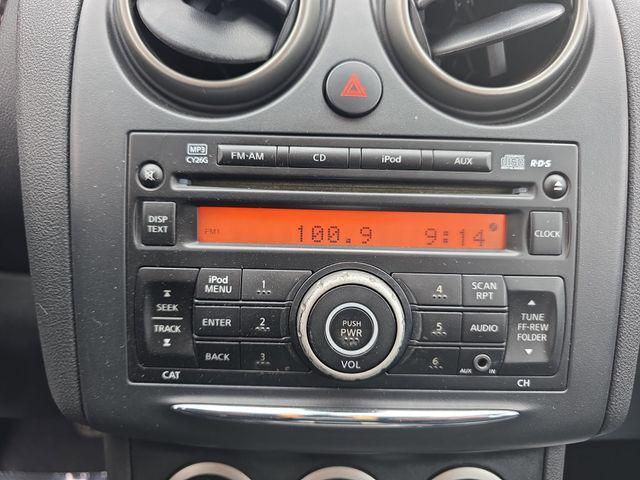 MP3
CY26G
FM·AM
CD
iPod
AUX
disc
R·D·S
DISP
TEXT
FM1
100.9
9:14
CLOCK
SEEK
TRACK
iPod
MENU
1
4
SCAN
RPT
ENTER
2
PUSH
PWR
5
AUDIO
TUNE
FF·REW
FOLDER
BACK
3
VOL
6
AUX
IN
CAT
CH